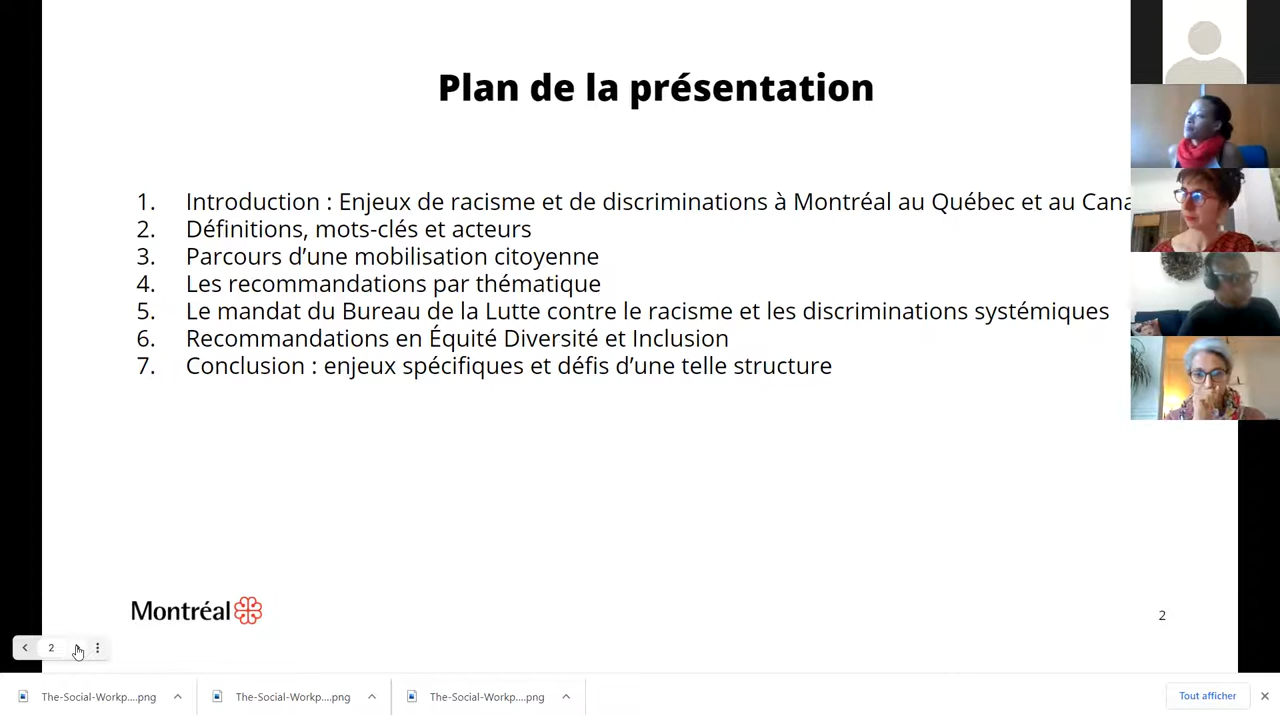 Plan de la présentation
1. Introduction : Enjeux de racisme et de discriminations à Montréal au Québec et au Cana
2. Définitions, mots-clés et acteurs
3. Parcours d’une mobilisation citoyenne
4. Les recommandations par thématique
5. Le mandat du Bureau de la Lutte contre le racisme et les discriminations systémiques
6. Recommandations en Équité Diversité et Inclusion
7. Conclusion : enjeux spécifiques et défis d’une telle structure
Montréal
2
2
The-Social-Workp....png
The-Social-Workp....png
The-Social-Workp....png
Tout afficher